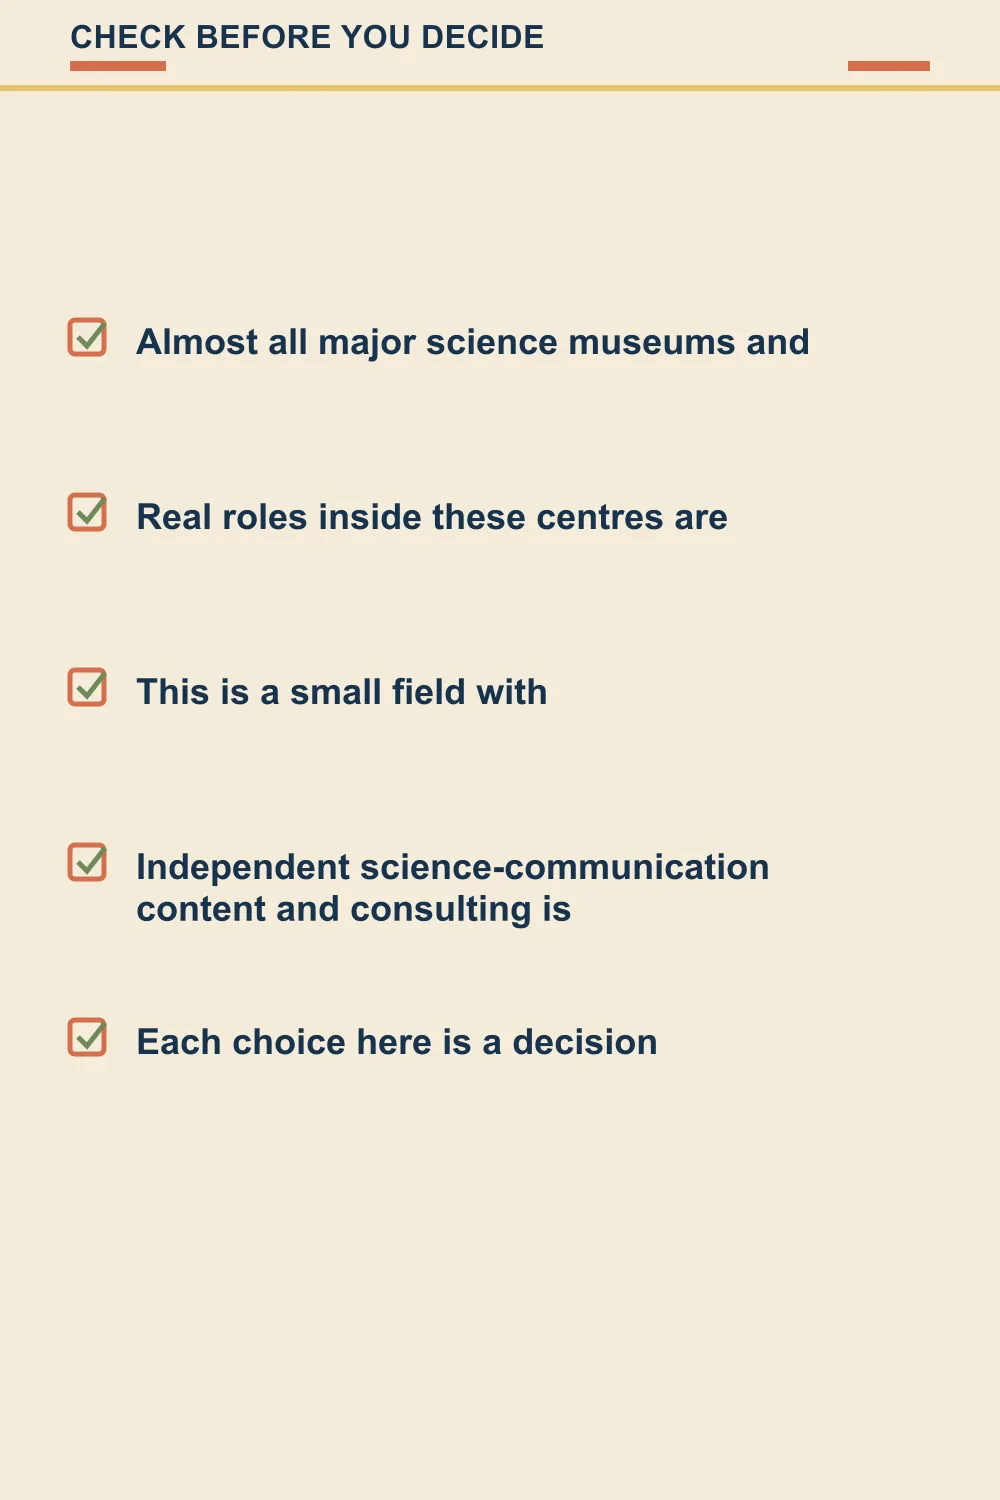 CHECK BEFORE YOU DECIDE
Almost all major science museums and
Real roles inside these centres are
This is a small field with
Independent science-communication
content and consulting is
Each choice here is a decision